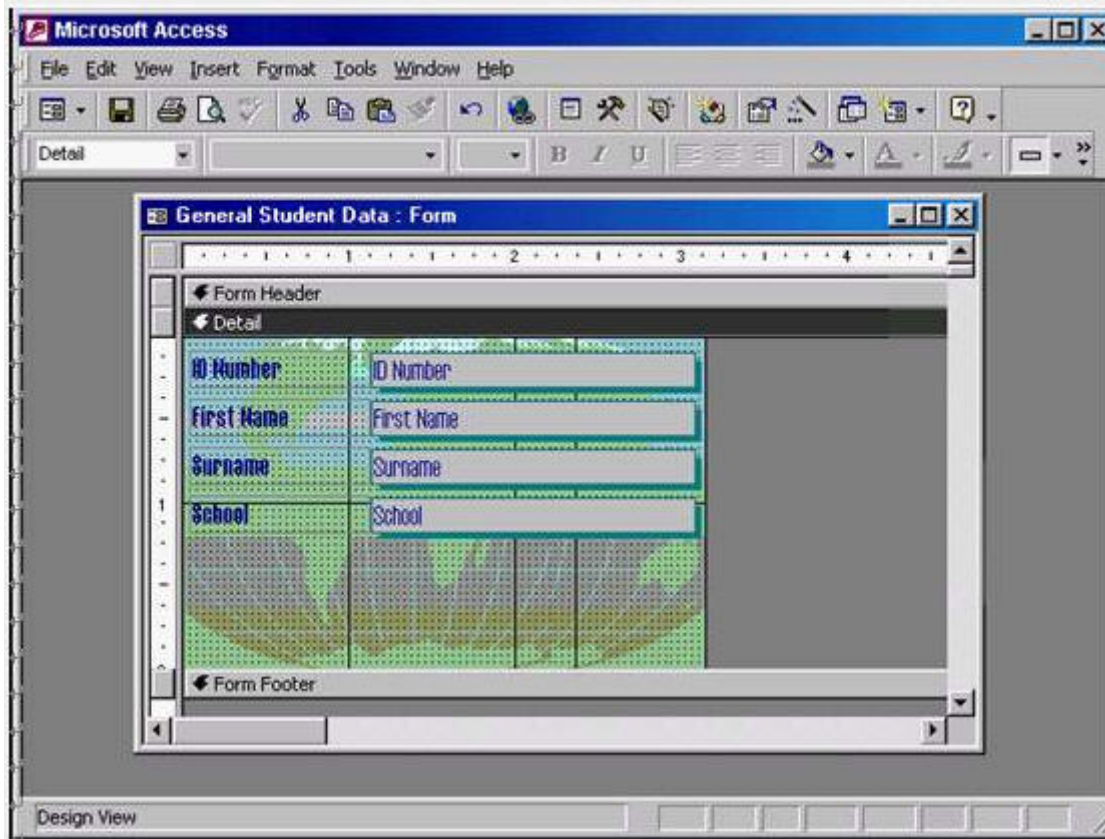 Microsoft Access
File Edit View Insert Format Tools Window Help
Detail B I U
General Student Data : Form
1 2 3 4
Form Header
Detail
ID Number ID Number
First Name First Name
Surname Surname
1
School School
Form Footer
Design View